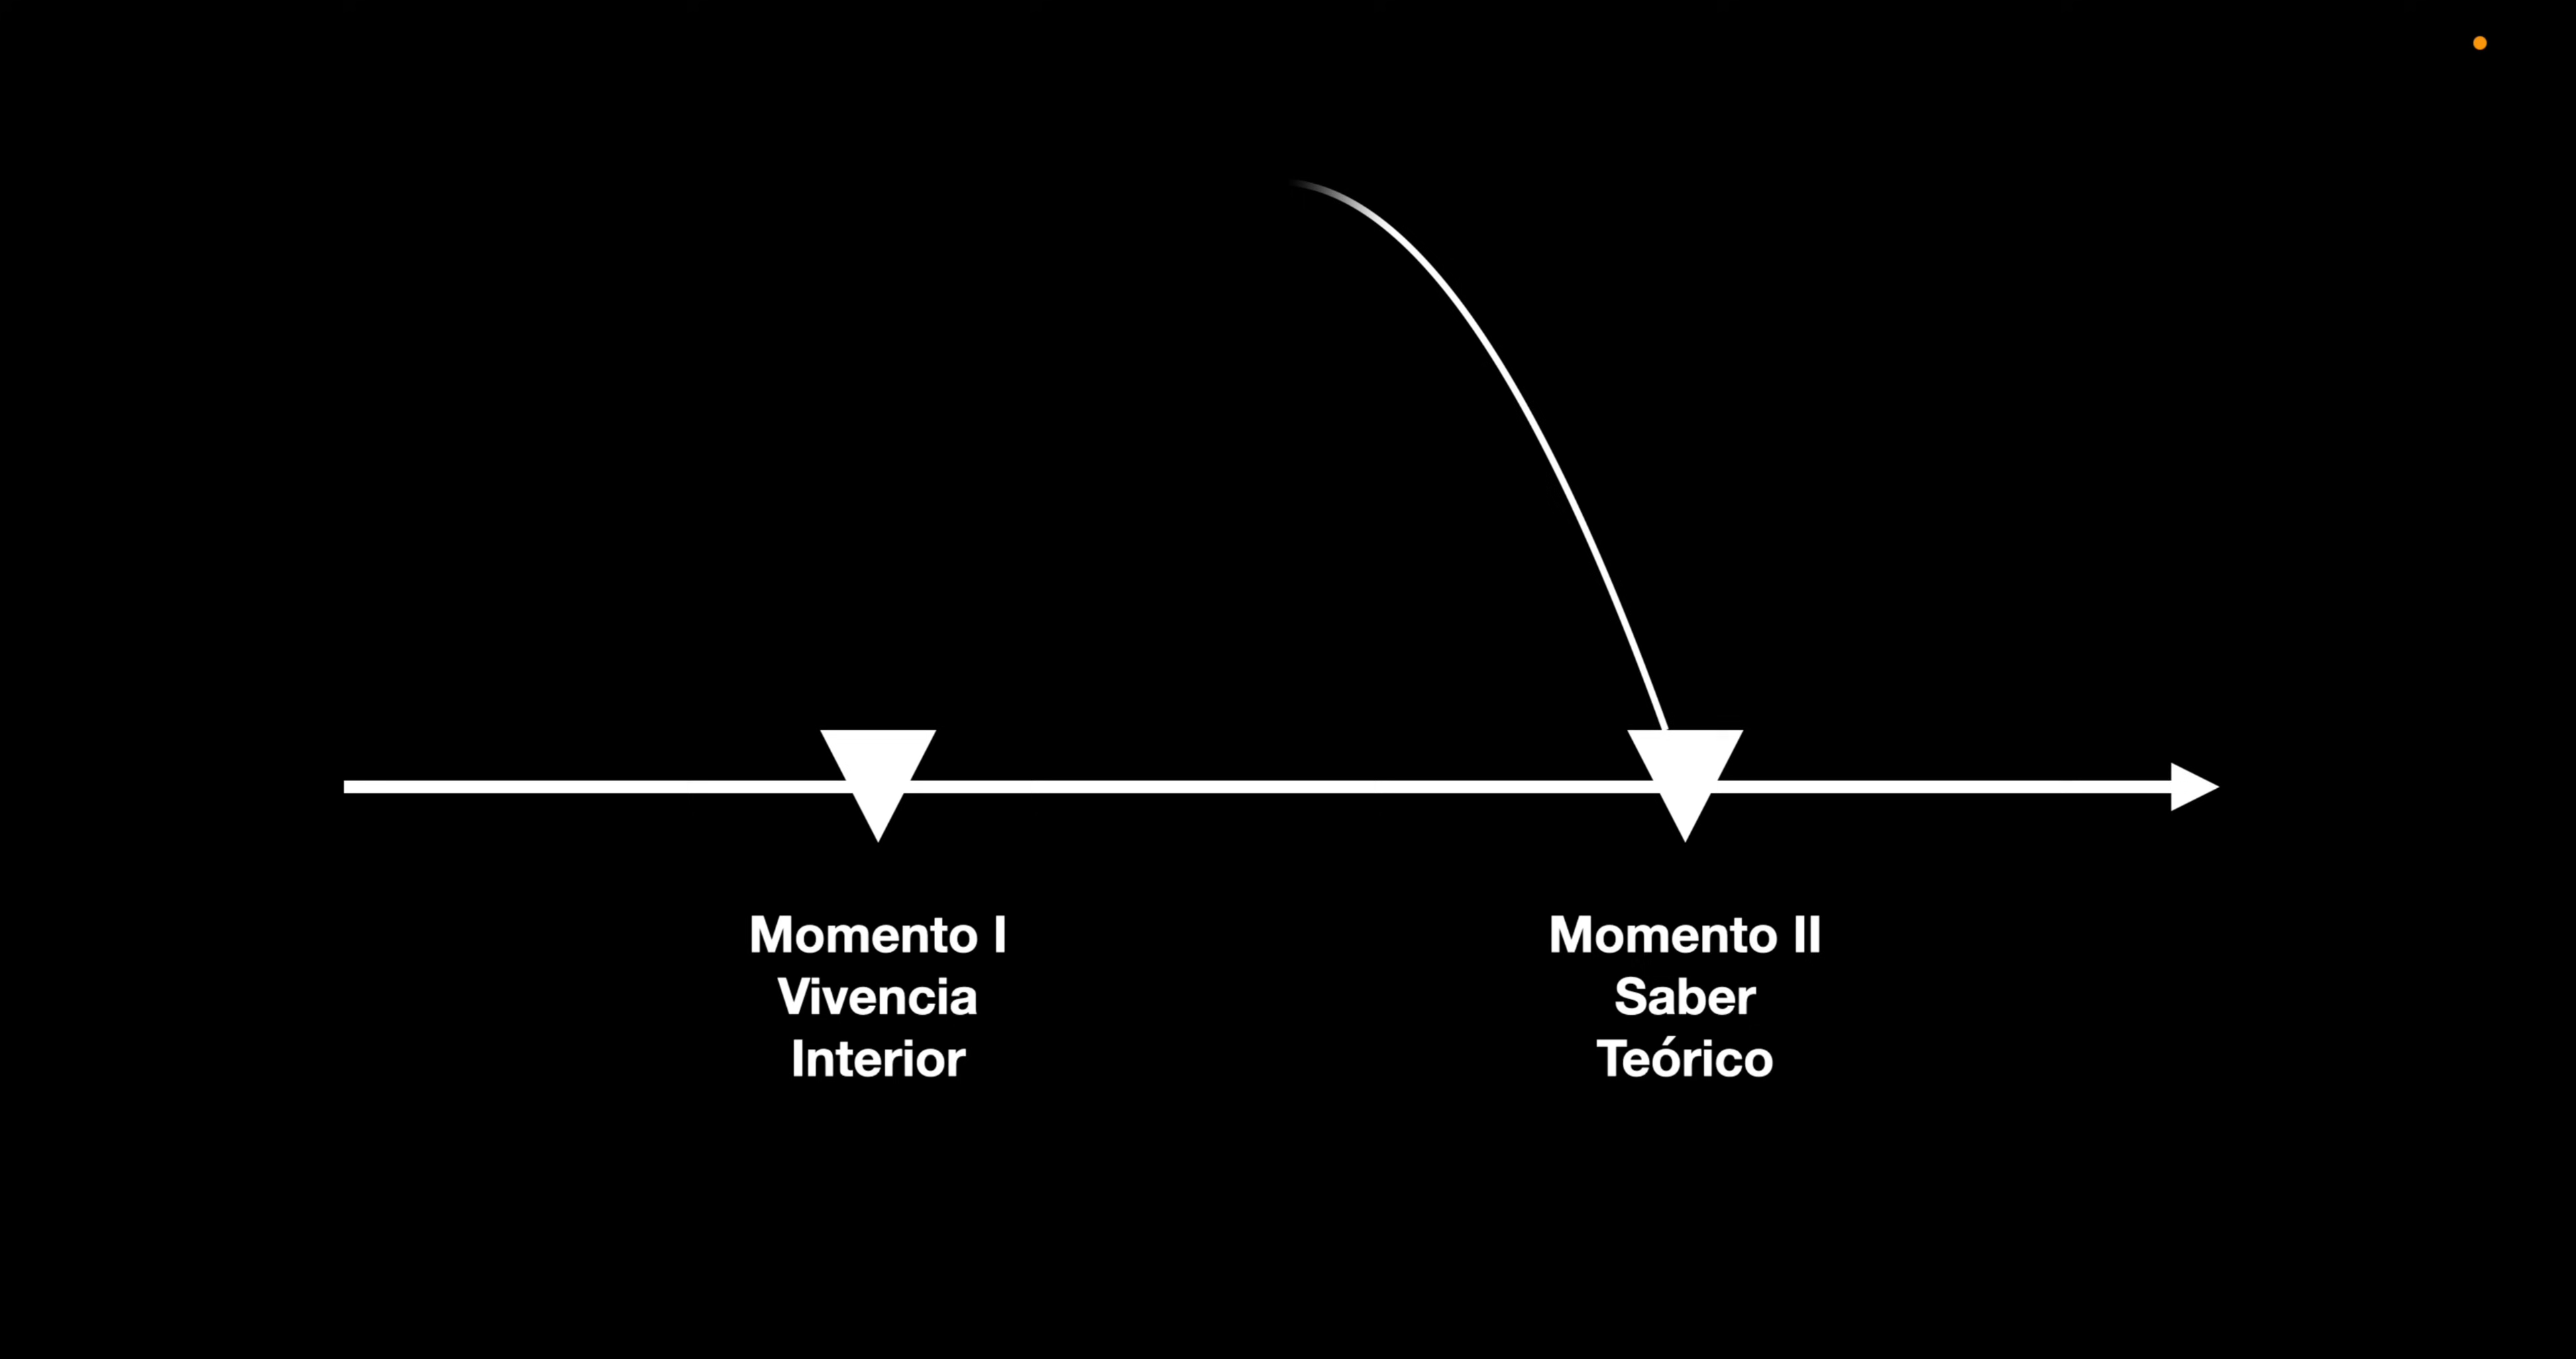 Momento I
Vivencia
Interior
Momento II
Saber
Teórico